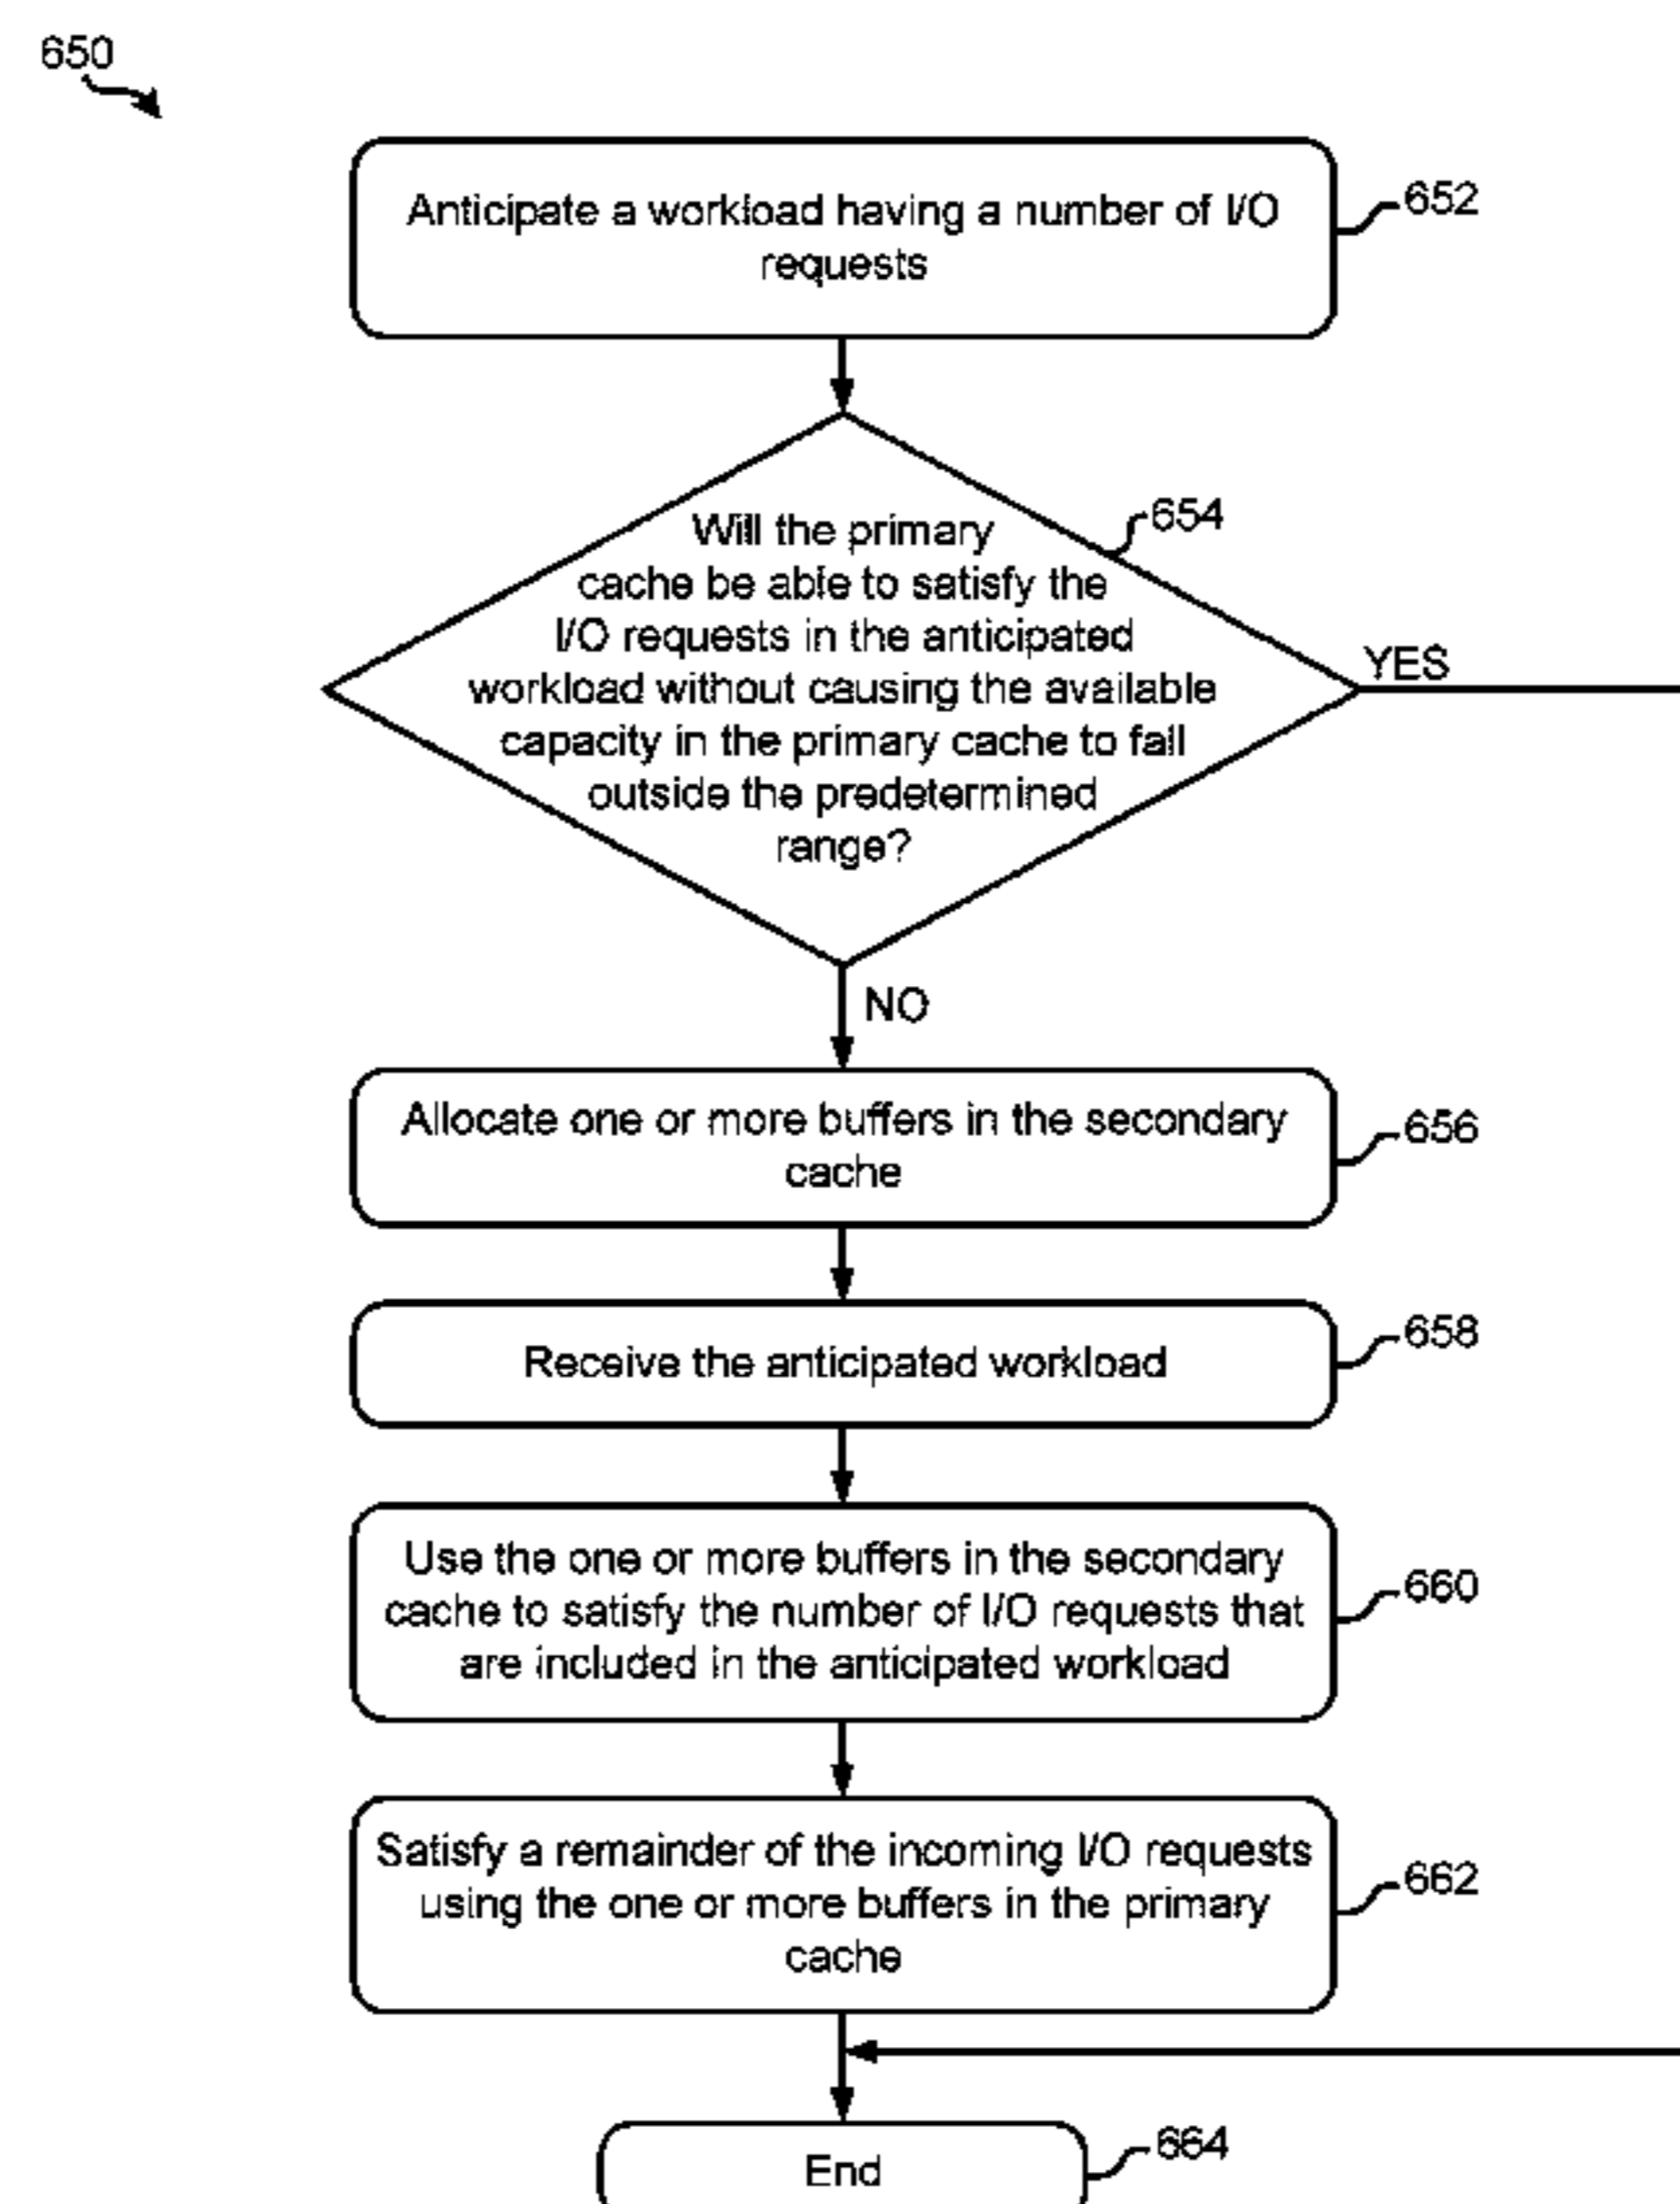 650
Anticipate a workload having a number of I/O
requests
652
Will the primary
cache be able to satisfy the
I/O requests in the anticipated
workload without causing the available
capacity in the primary cache to fall
outside the predetermined
range?
654
YES
NO
Allocate one or more buffers in the secondary
cache
656
Receive the anticipated workload
658
Use the one or more buffers in the secondary
cache to satisfy the number of I/O requests that
are included in the anticipated workload
660
Satisfy a remainder of the incoming I/O requests
using the one or more buffers in the primary
cache
662
End
664